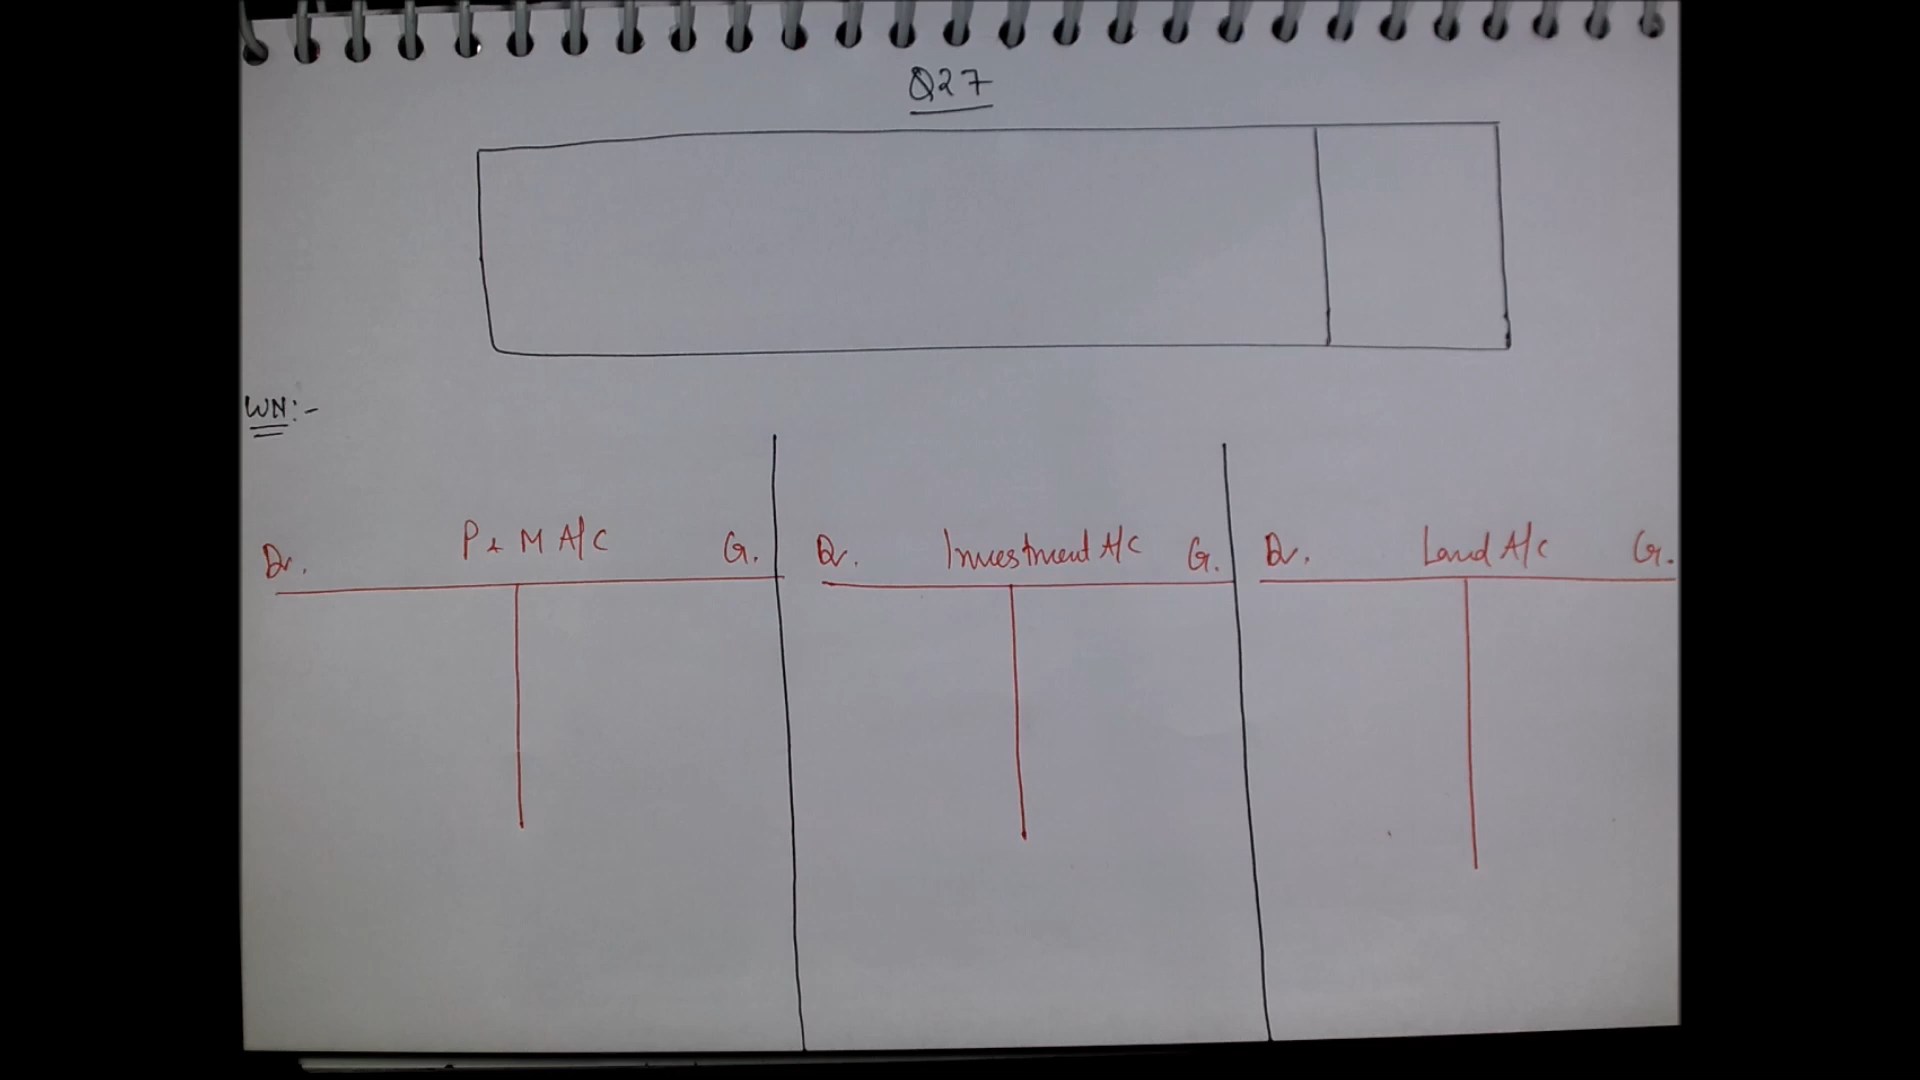 Q27
WN:-
Dr. P & M A/C Cr.
Dr. Investment A/C Cr.
Dr. Land A/C Cr.